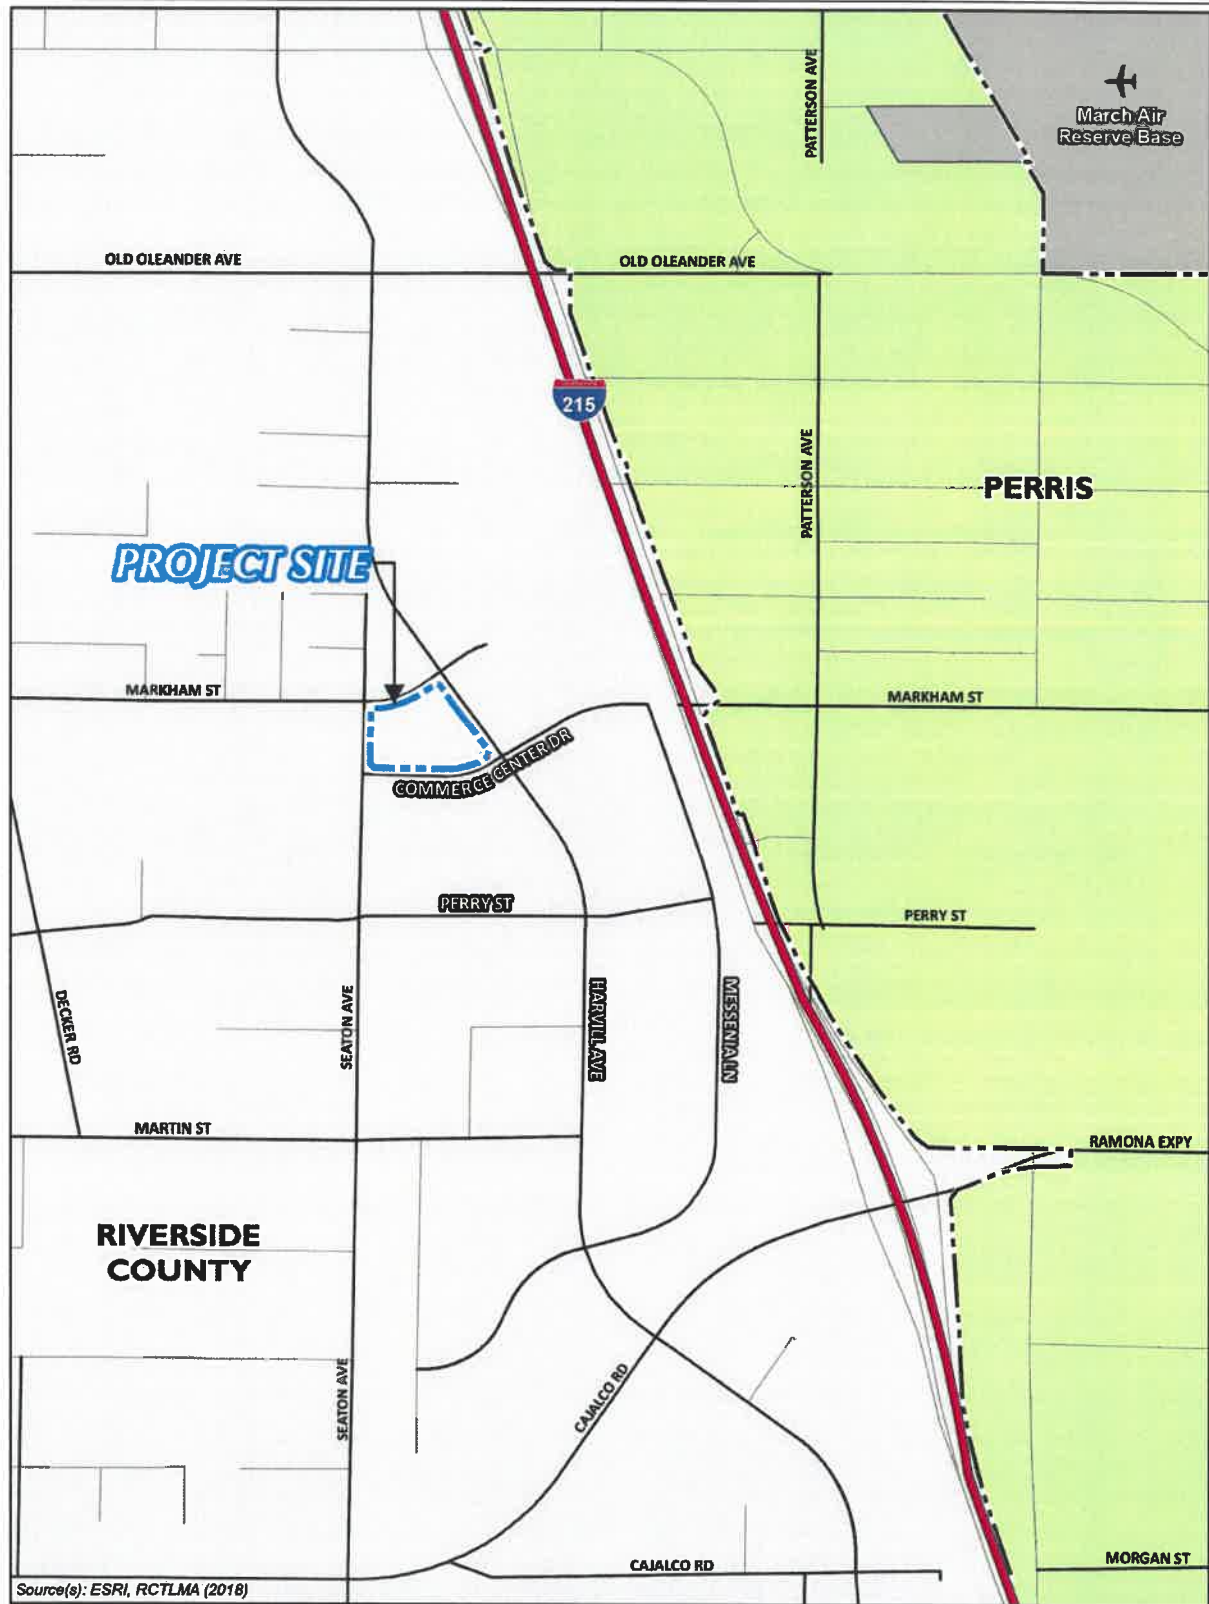 PATTERSON AVE
March Air
Reserve Base
OLD OLEANDER AVE
OLD OLEANDER AVE
215
PATTERSON AVE
PERRIS
PROJECT SITE
MARKHAM ST
MARKHAM ST
COMMERCE CENTER DR
PERRY ST
PERRY ST
DECKER RD
SEATON AVE
HARVILL AVE
MESSENIA LN
MARTIN ST
RAMONA EXPY
RIVERSIDE
COUNTY
SEATON AVE
CAJALCO RD
CAJALCO RD
MORGAN ST
Source(s): ESRI, RCTLMA (2018)